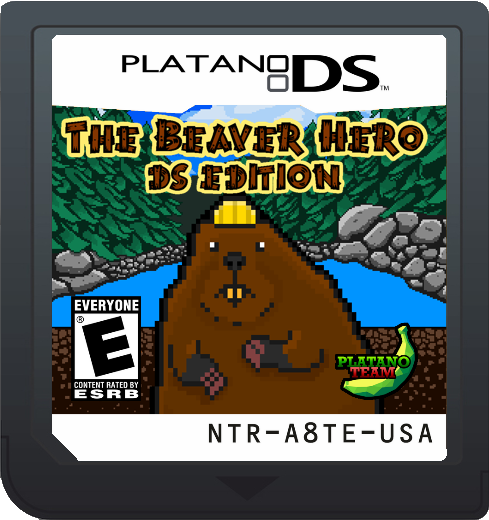 PLATANO DS
TM
THE BEAVER HERO
DS EDITION
EVERYONE
E
®
CONTENT RATED BY
ESRB
PLATANO
TEAM
NTR-A8TE-USA